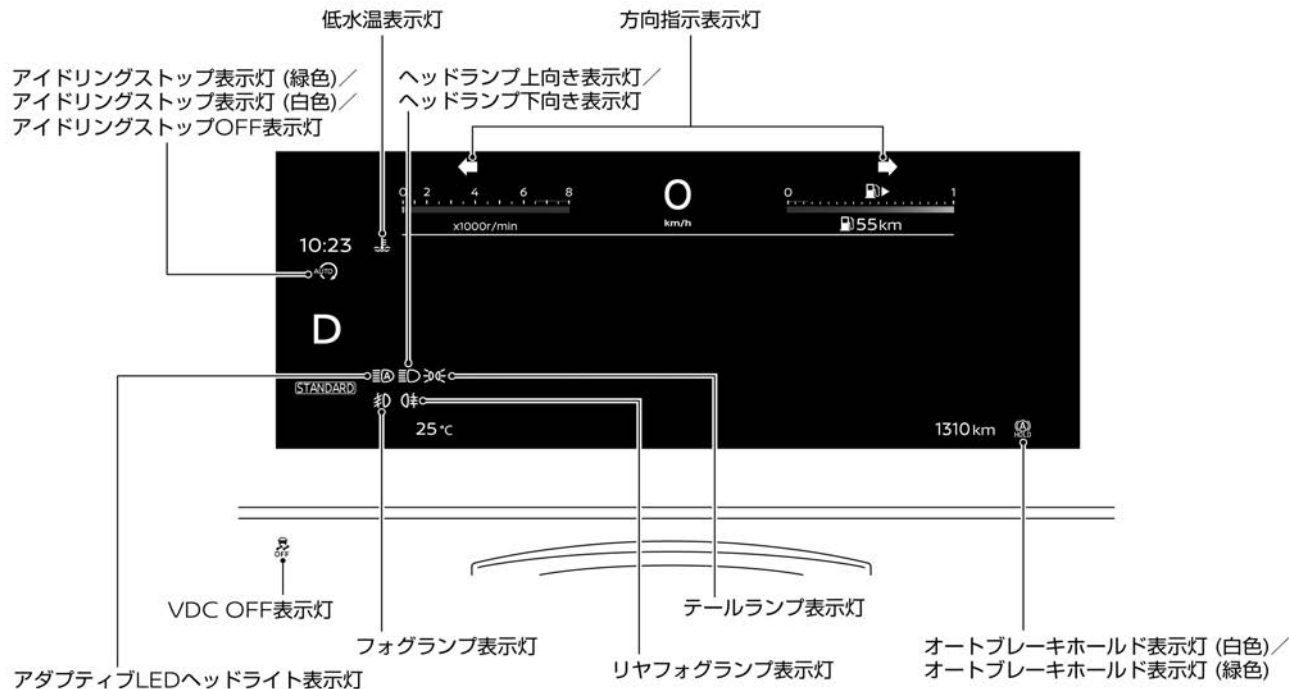 低水温表示灯
方向指示表示灯
アイドリングストップ表示灯 (緑色)／
アイドリングストップ表示灯 (白色)／
アイドリングストップOFF表示灯
ヘッドランプ上向き表示灯／
ヘッドランプ下向き表示灯
0 2 4 6 8
x1000r/min
0
km/h
0 1
55km
10:23
AUTO
D
STANDARD
A
25℃
1310km
A
HOLD
OFF
VDC OFF表示灯
フォグランプ表示灯
アダプティブLEDヘッドライト表示灯
テールランプ表示灯
リヤフォグランプ表示灯
オートブレーキホールド表示灯 (白色)／
オートブレーキホールド表示灯 (緑色)